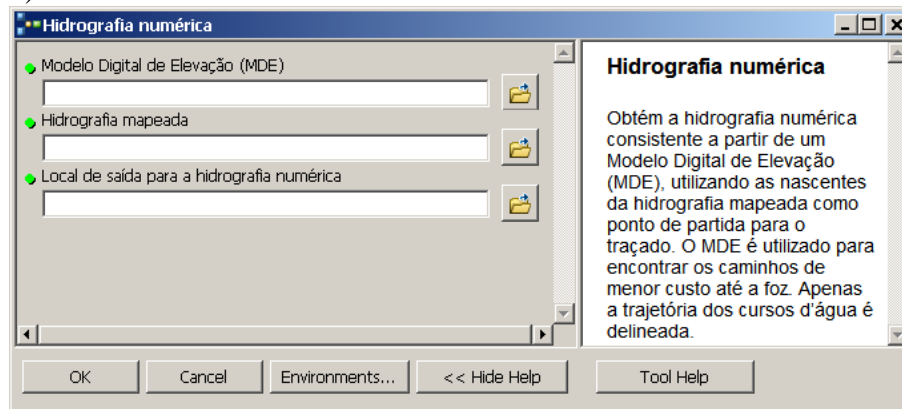 Hidrografia numérica
Modelo Digital de Elevação (MDE)
Hidrografia mapeada
Local de saída para a hidrografia numérica
Hidrografia numérica
Obtém a hidrografia numérica
consistente a partir de um
Modelo Digital de Elevação
(MDE), utilizando as nascentes
da hidrografia mapeada como
ponto de partida para o
traçado. O MDE é utilizado para
encontrar os caminhos de
menor custo até a foz. Apenas
a trajetória dos cursos d'água é
delineada.
OK Cancel Environments... << Hide Help Tool Help